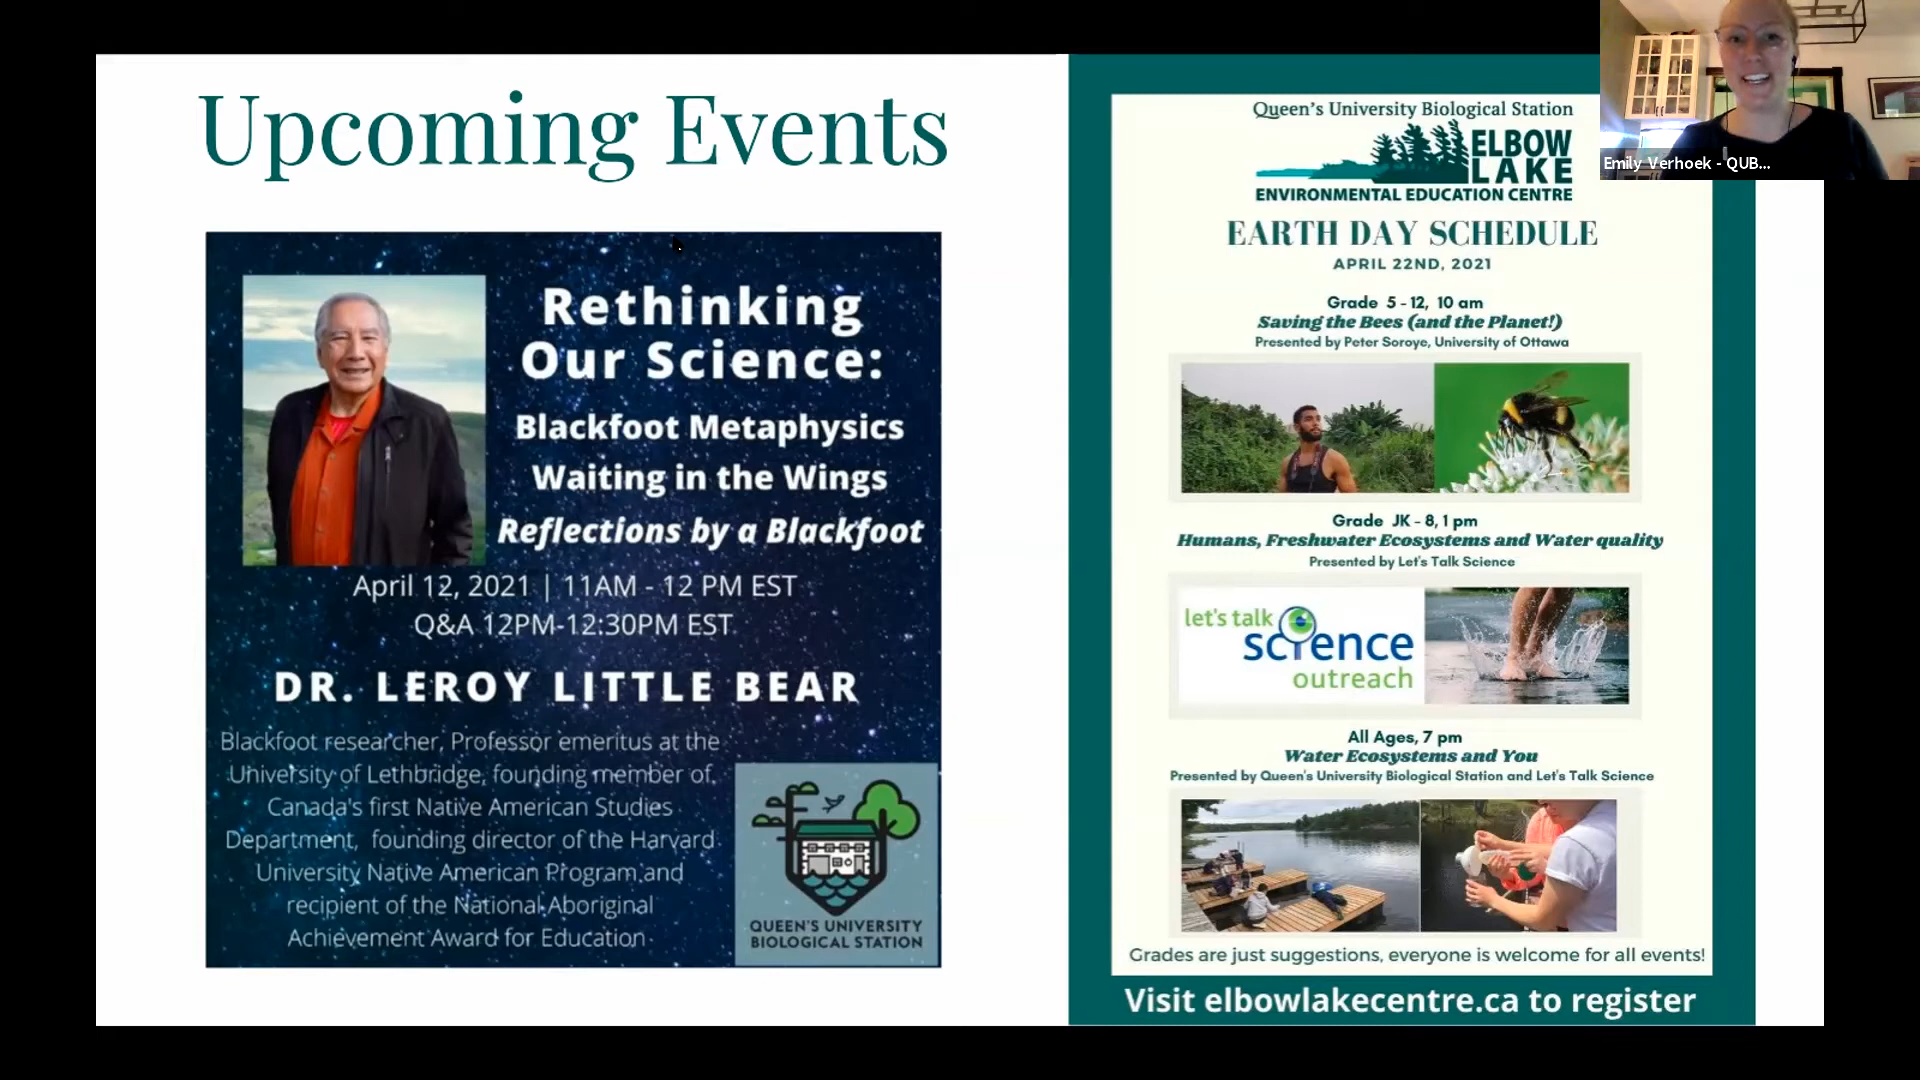 Upcoming Events
Rethinking
Our Science:
Blackfoot Metaphysics
Waiting in the Wings
Reflections by a Blackfoot
April 12, 2021 | 11AM - 12 PM EST
Q&A 12PM-12:30PM EST
DR. LEROY LITTLE BEAR
Blackfoot researcher, Professor emeritus at the
University of Lethbridge, founding member of
Canada's first Native American Studies
Department, founding director of the Harvard
University Native American Program and
recipient of the National Aboriginal
Achievement Award for Education
QUEEN'S UNIVERSITY
BIOLOGICAL STATION
Queen's University Biological Station
ELBOW
LAKE
ENVIRONMENTAL EDUCATION CENTRE
EARTH DAY SCHEDULE
APRIL 22ND, 2021
Grade 5 - 12, 10 am
Saving the Bees (and the Planet!)
Presented by Peter Soroye, University of Ottawa
Grade JK - 8, 1 pm
Humans, Freshwater Ecosystems and Water quality
Presented by Let's Talk Science
let's talk
science
outreach
All Ages, 7 pm
Water Ecosystems and You
Presented by Queen's University Biological Station and Let's Talk Science
Grades are just suggestions, everyone is welcome for all events!
Visit elbowlakecentre.ca to register
Emily Verhoek - QUB...